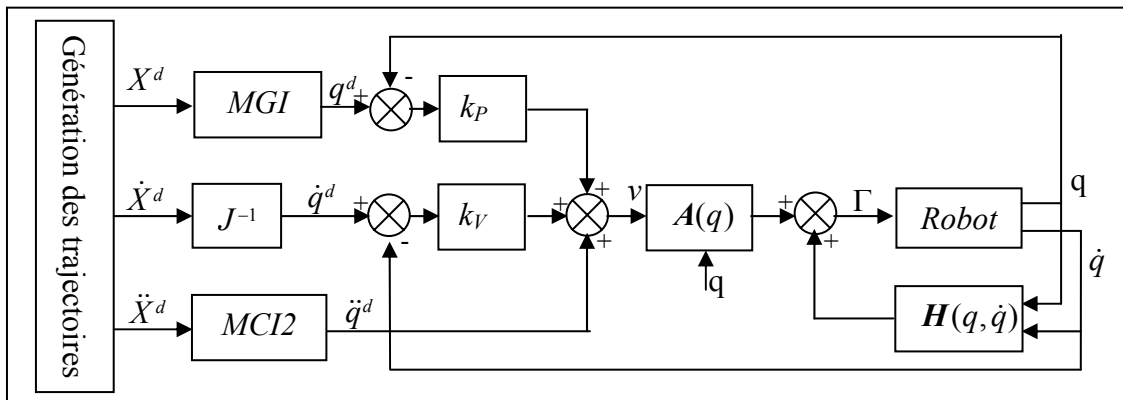 Génération des trajectoires
X^d
MGI
q^d
+
-
k_P
Ẋ^d
J⁻¹
q̇^d
+
-
k_V
+
+
+
v
A(q)
q
+
+
Γ
Robot
q
q̇
H(q, q̇)
Ẍ^d
MCI2
q̈^d